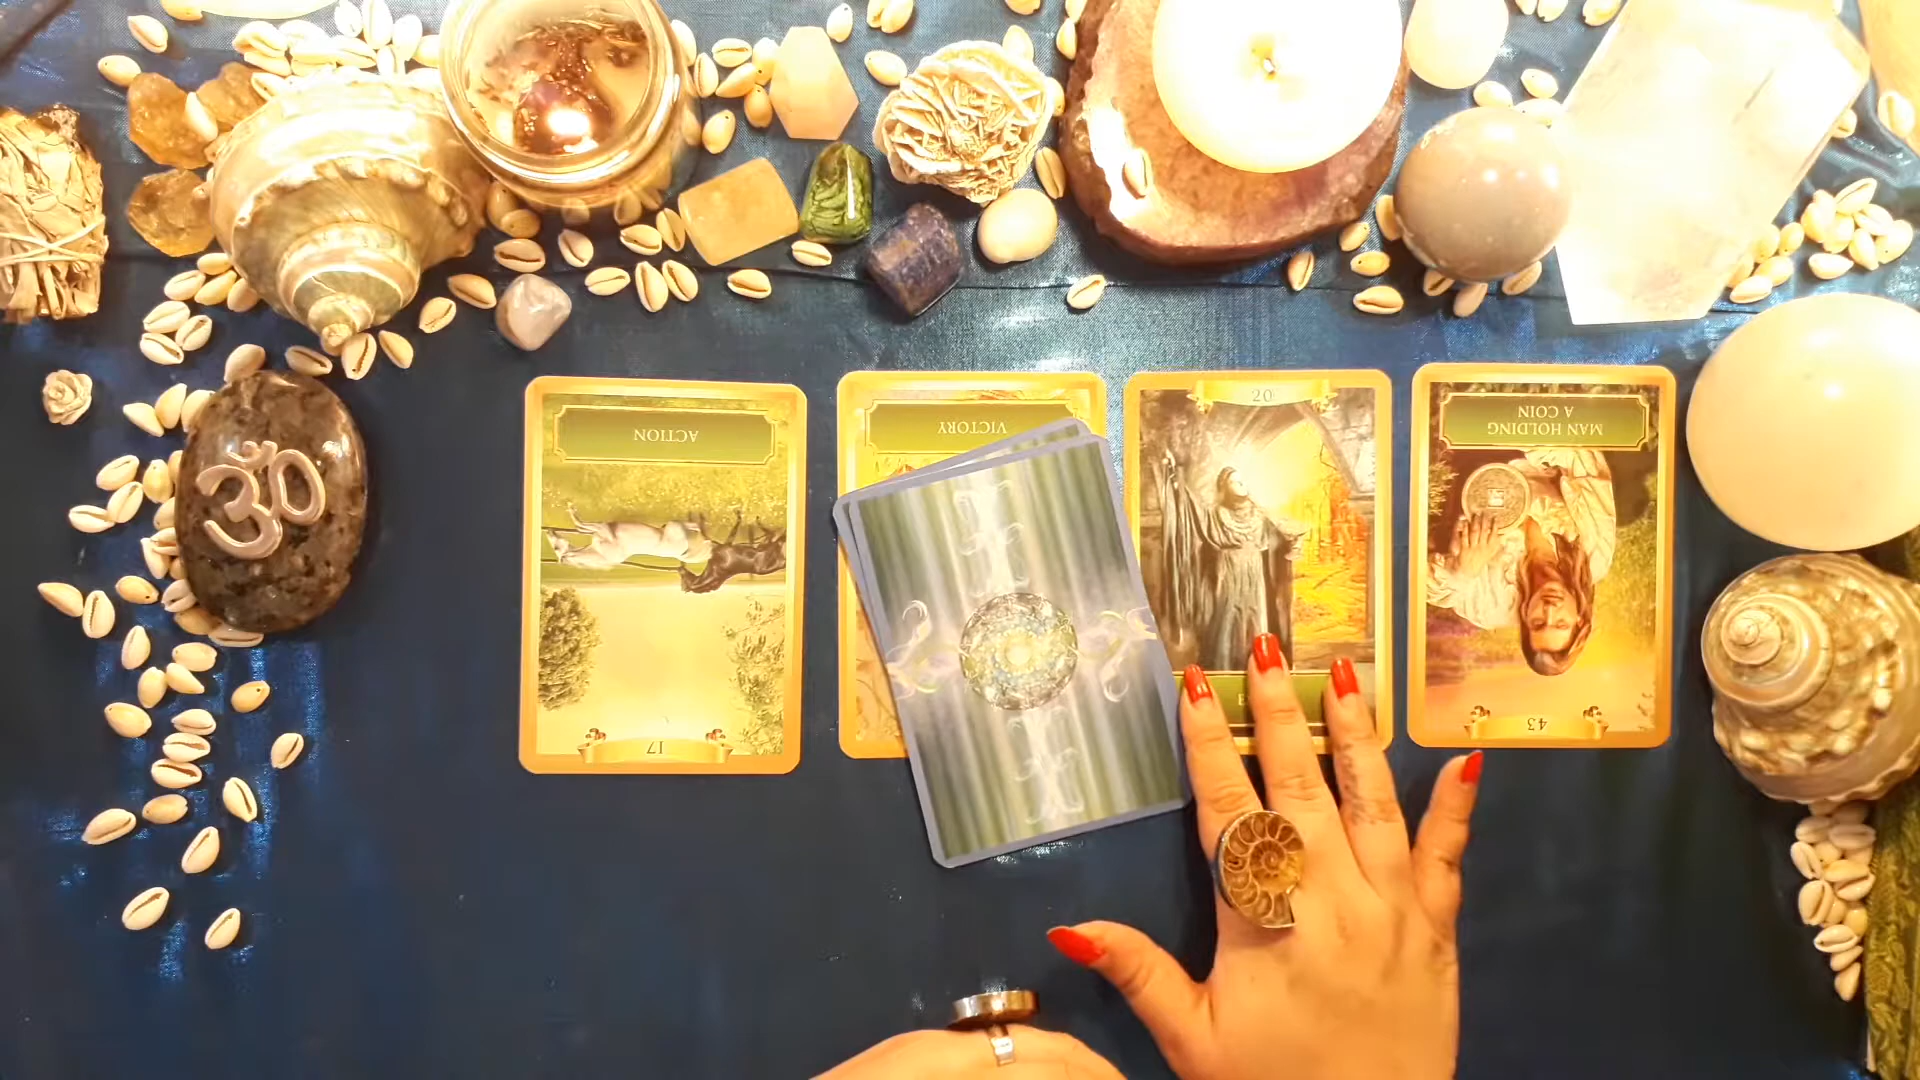 ACTION
17
VICTORY
20
MAN HOLDING
A COIN
43
ॐ